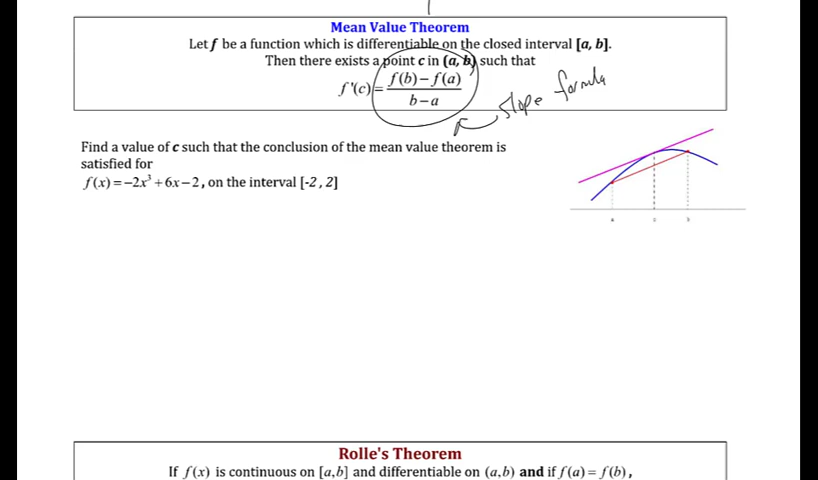 Mean Value Theorem
Let f be a function which is differentiable on the closed interval [a, b].
Then there exists a point c in (a, b) such that
f '(c) = \frac{f(b) − f(a)}{b − a}
slope formula
Find a value of c such that the conclusion of the mean value theorem is
satisfied for
f(x) = −2x³ + 6x − 2, on the interval [-2 , 2]
Rolle's Theorem
If f(x) is continuous on [a,b] and differentiable on (a,b) and if f(a) = f(b) ,